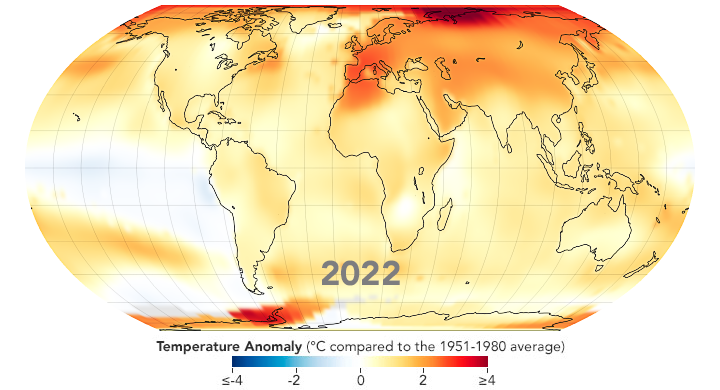 2022
Temperature Anomaly (°C compared to the 1951-1980 average)
≤-4 -2 0 2 ≥4